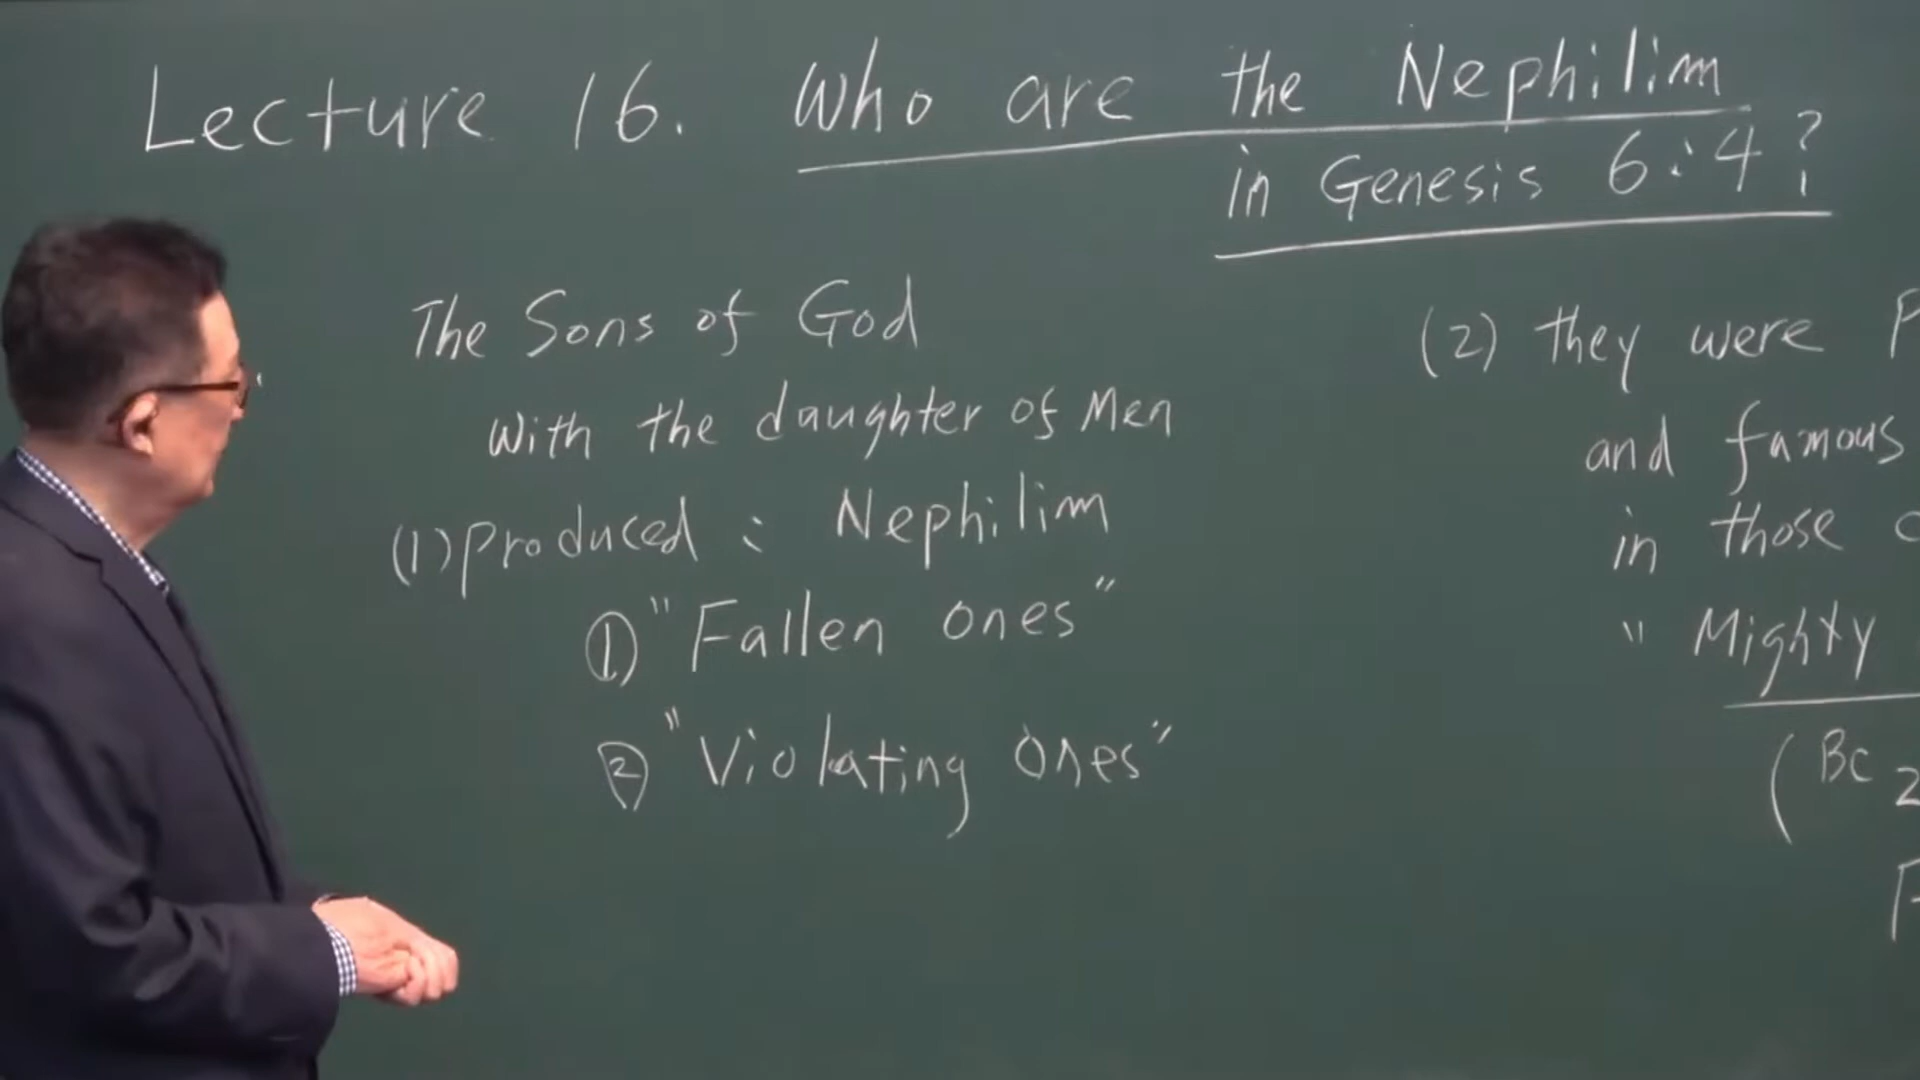 Lecture 16. Who are the Nephilim
in Genesis 6:4?
The Sons of God
with the daughter of Men
(1) produced : Nephilim
① "Fallen ones"
② "Violating Ones"
(2) they were
and famous
in those
" Mighty
(BC 2